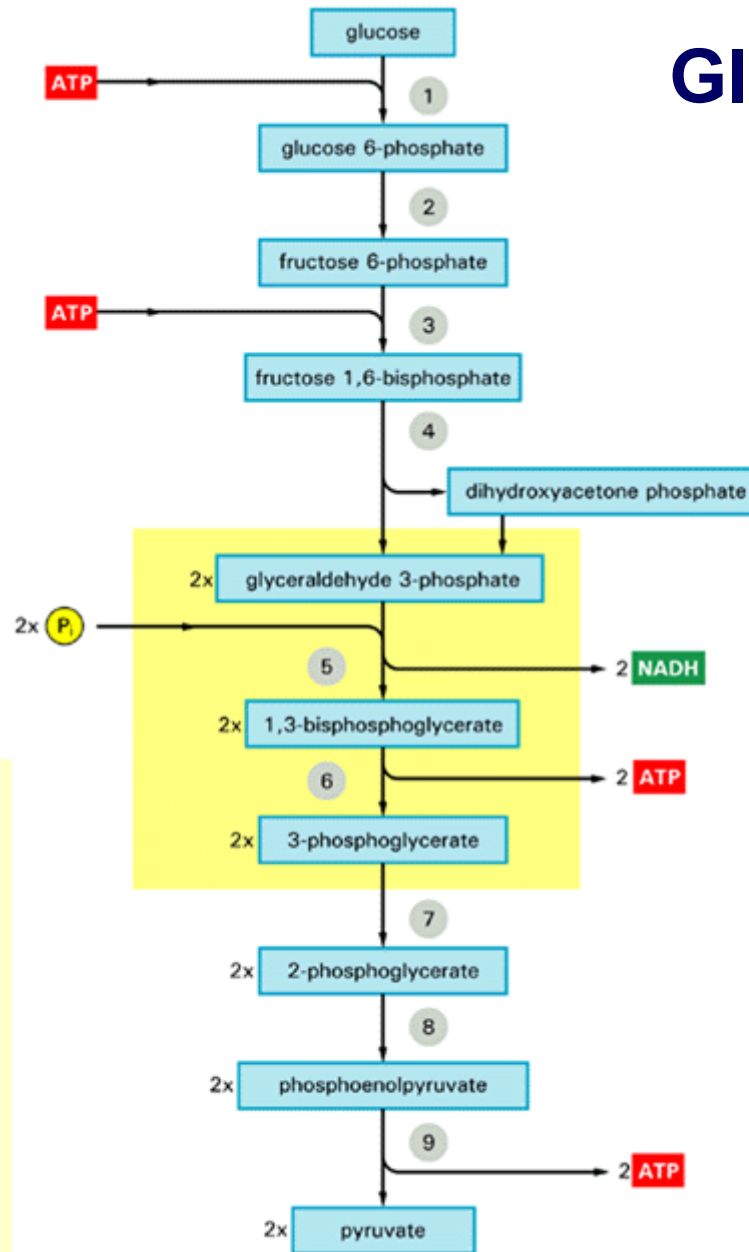 Gl
glucose
ATP
1
glucose 6-phosphate
2
fructose 6-phosphate
ATP
3
fructose 1,6-bisphosphate
4
dihydroxyacetone phosphate
2x glyceraldehyde 3-phosphate
2x Pi
5
2 NADH
2x 1,3-bisphosphoglycerate
6
2 ATP
2x 3-phosphoglycerate
7
2x 2-phosphoglycerate
8
2x phosphoenolpyruvate
9
2 ATP
2x pyruvate